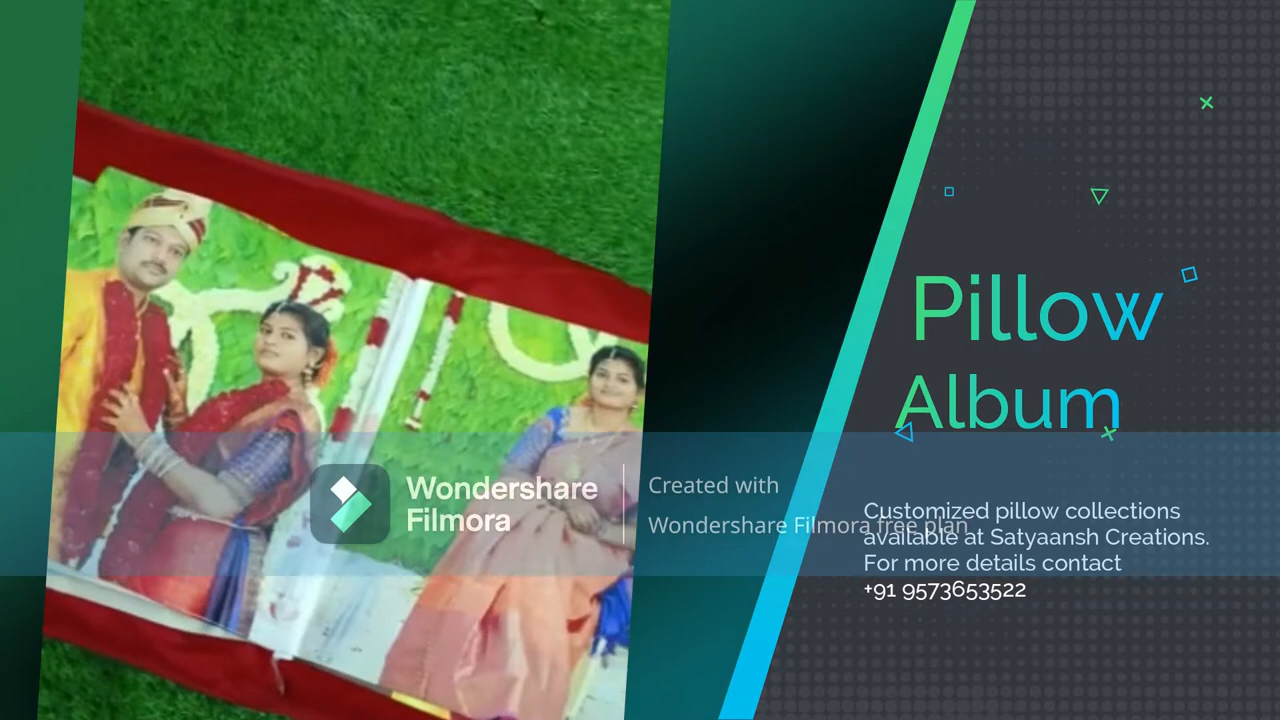 Pillow
Album
Wondershare
Filmora
Created with
Wondershare Filmora free plan
Customized pillow collections
available at Satyaansh Creations.
For more details contact
+91 9573653522